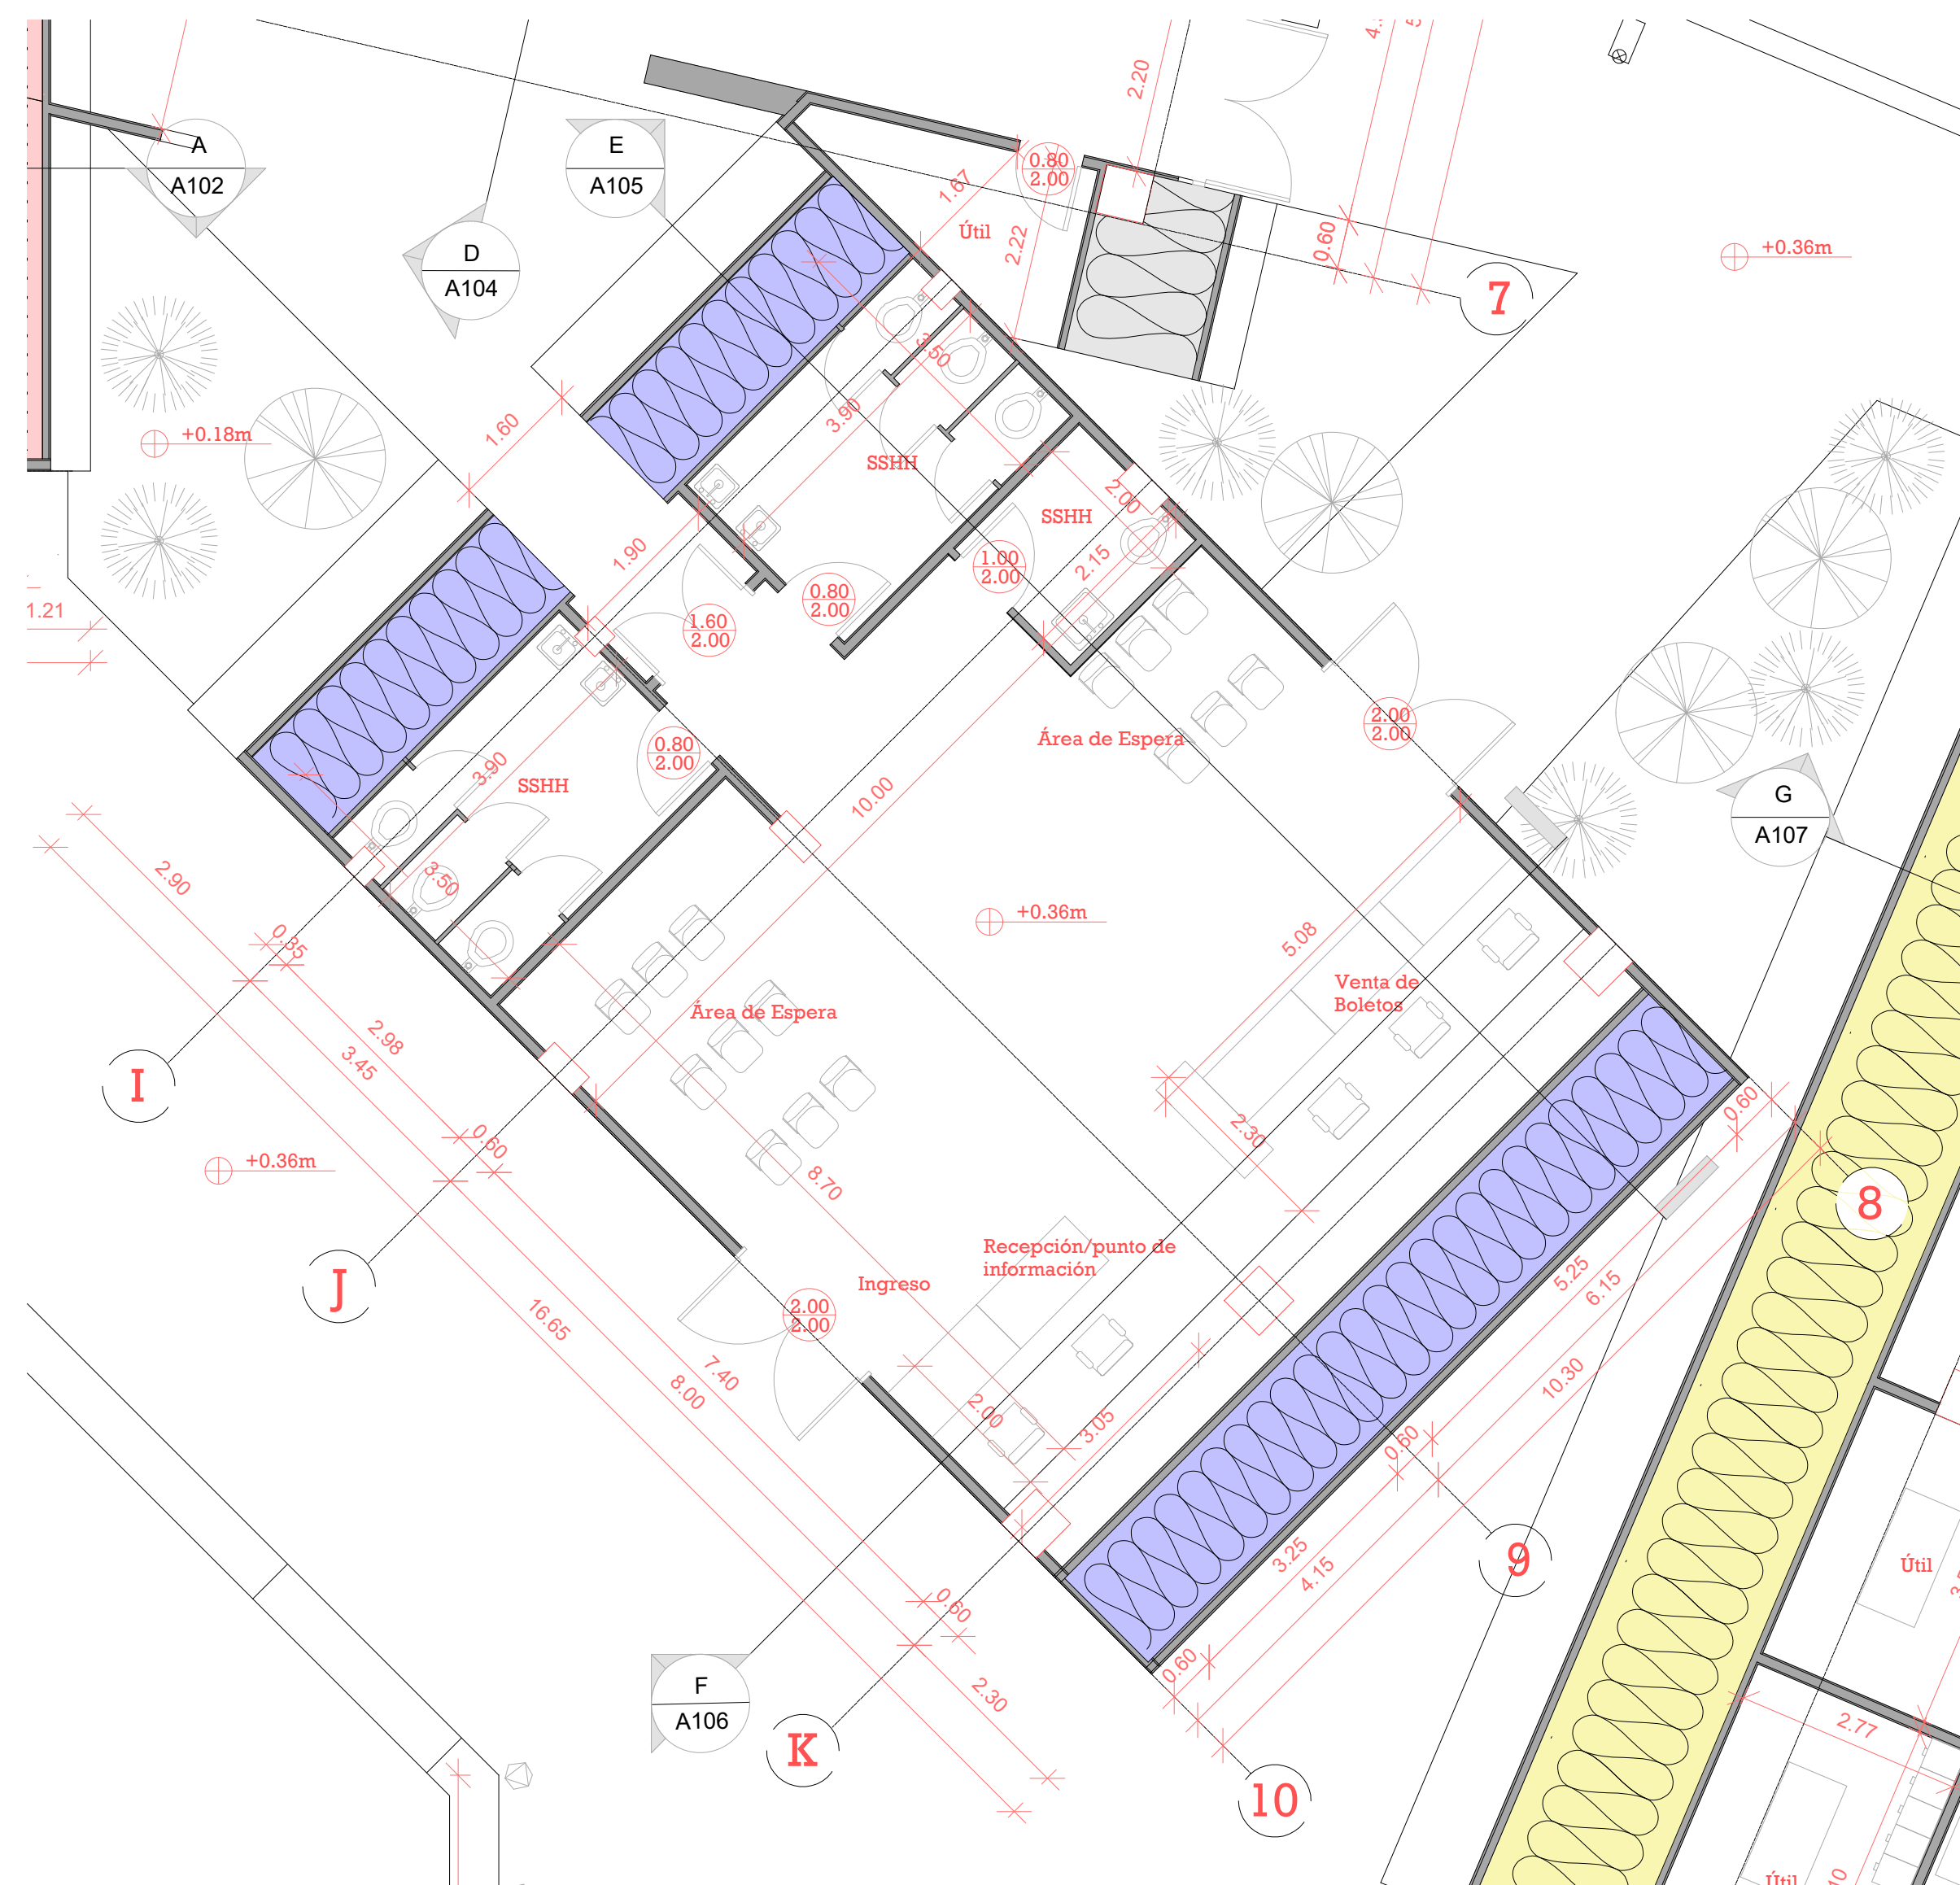 2.20
A
A102
E
A105
0.80
2.00
1.67
Útil
2.22
0.60
+0.36m
D
A104
7
3.50
1.60
3.90
+0.18m
SSHH
2.00
SSHH
1.90
2.15
1.00
2.00
0.80
2.00
1.21
1.60
2.00
2.00
2.00
Área de Espera
0.80
2.00
3.90
SSHH
10.00
G
A107
2.90
3.50
0.35
+0.36m
5.08
Venta de
Boletos
Área de Espera
2.98
3.45
I
0.60
0.60
2.30
+0.36m
8.70
8
Recepción/punto de
información
Ingreso
J
5.25
6.15
2.00
2.00
16.65
7.40
8.00
10.30
2.00
3.05
0.60
9
3.25
4.15
Útil
0.60
0.60
F
A106
2.30
K
2.77
10
Útil